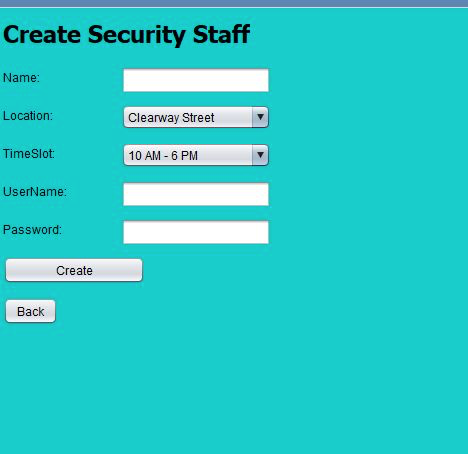 Create Security Staff
Name:
Location: Clearway Street
TimeSlot: 10 AM - 6 PM
UserName:
Password:
Create
Back